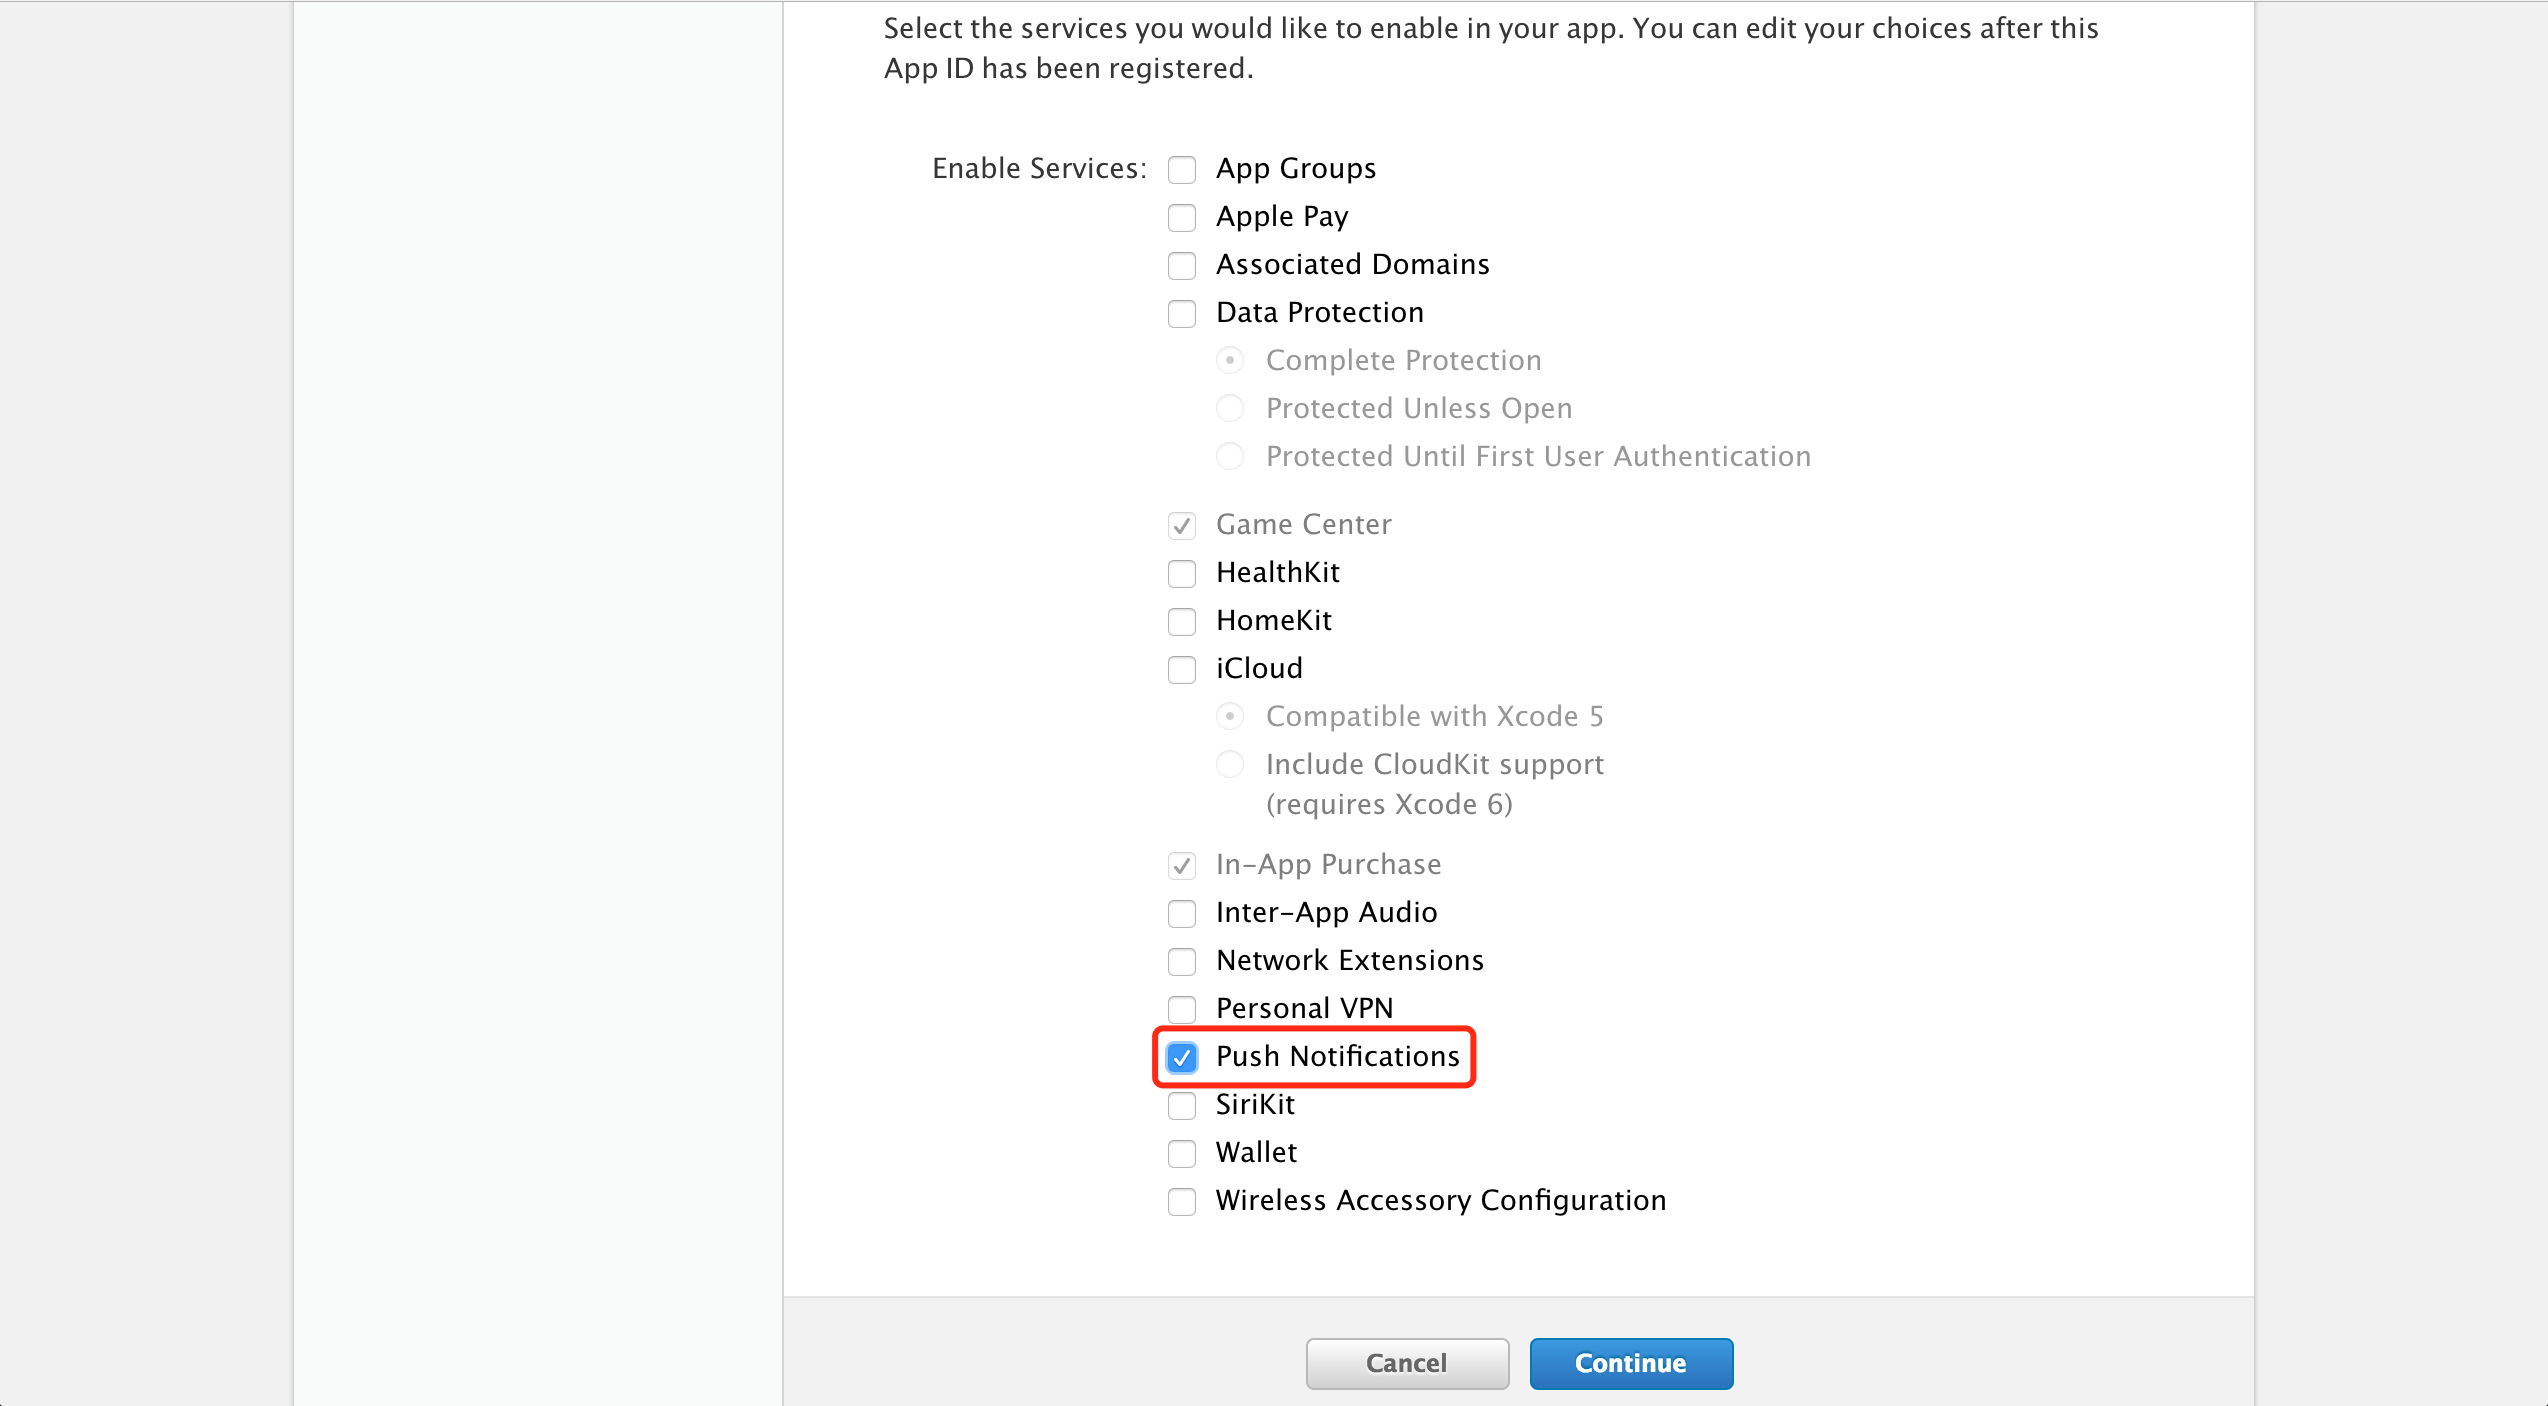 Select the services you would like to enable in your app. You can edit your choices after this
App ID has been registered.
Enable Services:
App Groups
Apple Pay
Associated Domains
Data Protection
Complete Protection
Protected Unless Open
Protected Until First User Authentication
Game Center
HealthKit
HomeKit
iCloud
Compatible with Xcode 5
Include CloudKit support
(requires Xcode 6)
In-App Purchase
Inter-App Audio
Network Extensions
Personal VPN
Push Notifications
SiriKit
Wallet
Wireless Accessory Configuration
Cancel
Continue